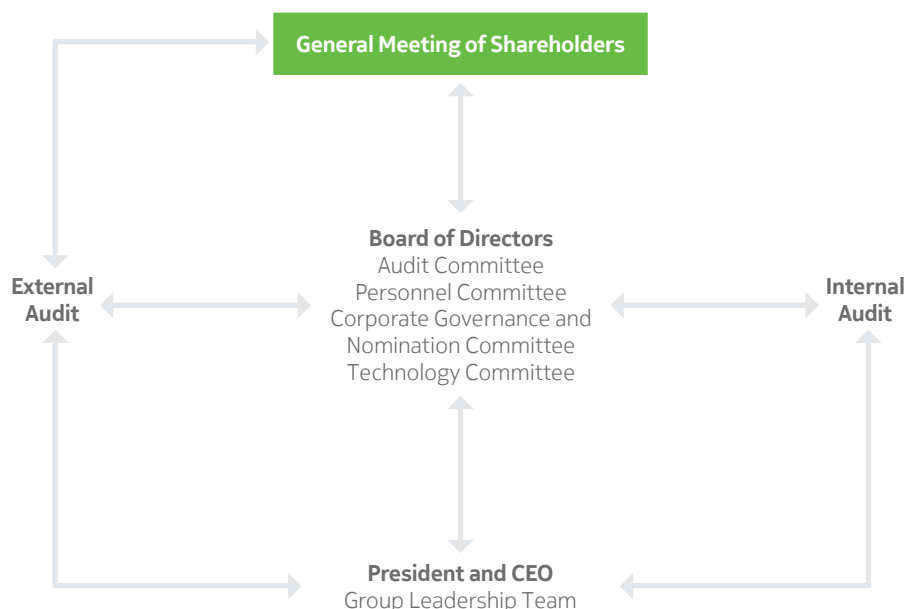 General Meeting of Shareholders
Board of Directors
Audit Committee
Personnel Committee
Corporate Governance and
Nomination Committee
Technology Committee
External
Audit
Internal
Audit
President and CEO
Group Leadership Team